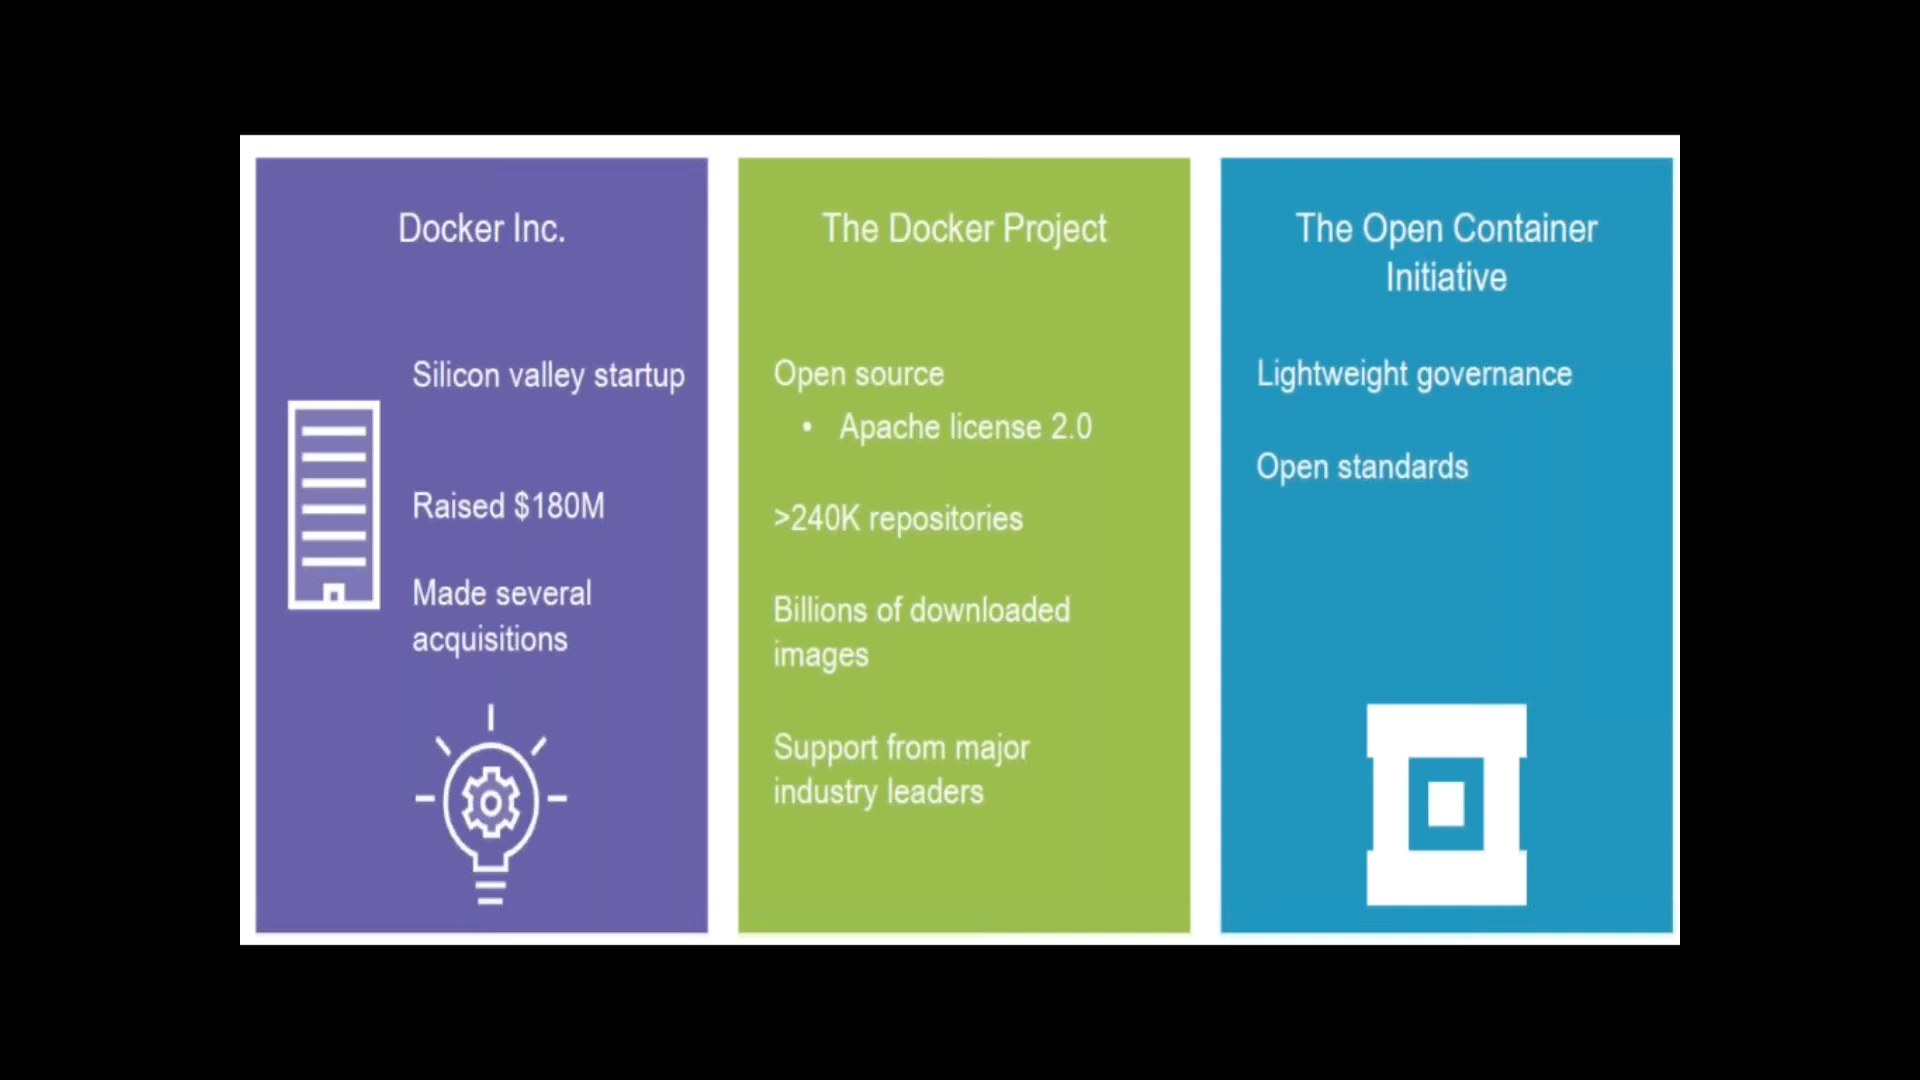 Docker Inc.
Silicon valley startup
Raised $180M
Made several
acquisitions
The Docker Project
Open source
• Apache license 2.0
>240K repositories
Billions of downloaded
images
Support from major
industry leaders
The Open Container
Initiative
Lightweight governance
Open standards